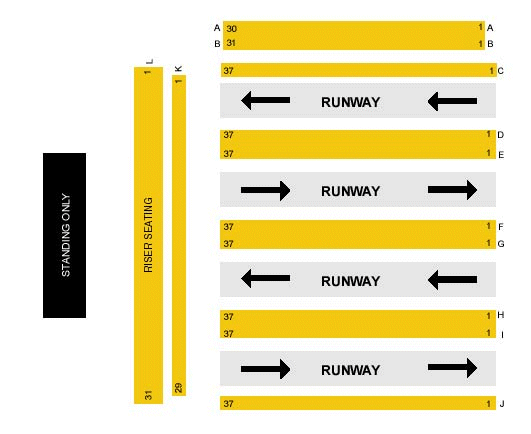 A 30 1 A
B 31 1 B
L
K
37 1 C
1
1
RUNWAY
37 1 D
37 1 E
RUNWAY
STANDING ONLY
RISER SEATING
37 1 F
37 1 G
RUNWAY
37 1 H
37 1 I
RUNWAY
31
29
37 1 J